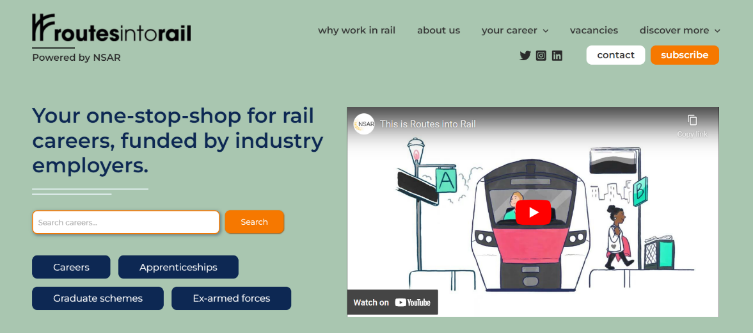 routesintorail
Powered by NSAR
why work in rail
about us
your career
vacancies
discover more
contact
subscribe
Your one-stop-shop for rail
careers, funded by industry
employers.
Search careers...
Search
Careers
Apprenticeships
Graduate schemes
Ex-armed forces
NSAR
This is Routes into Rail
Copy link
A
B
Watch on YouTube